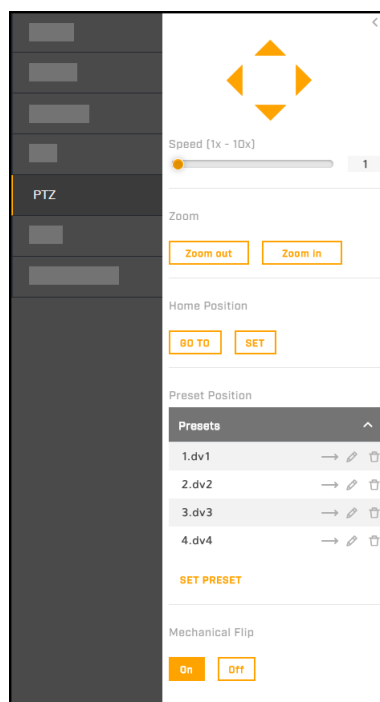 Speed (1x - 10x)
1
PTZ
Zoom
Zoom out Zoom in
Home Position
GO TO SET
Preset Position
Presets
1.dv1
2.dv2
3.dv3
4.dv4
SET PRESET
Mechanical Flip
On Off